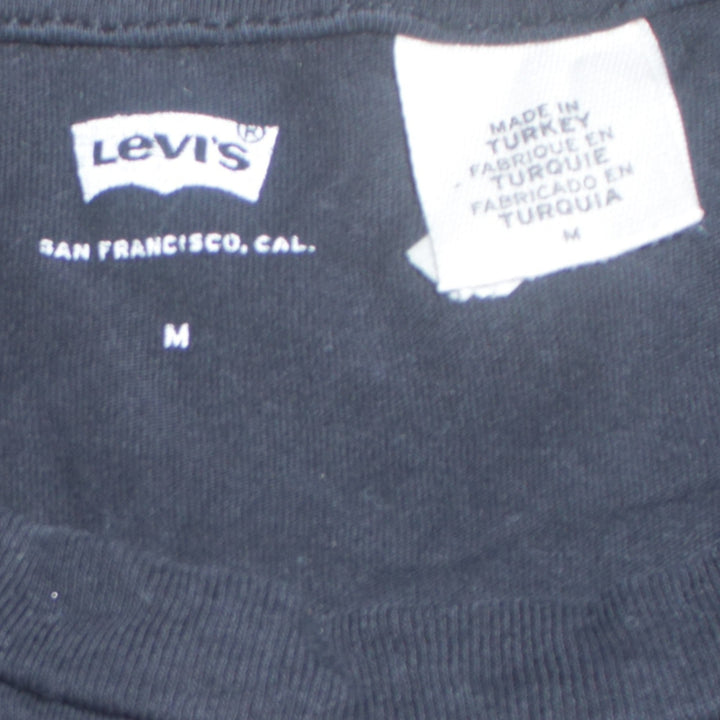 Levi's®
SAN FRANCISCO, CAL.
M
MADE IN
TURKEY
FABRIQUE EN
TURQUIE
FABRICADO EN
TURQUIA
M